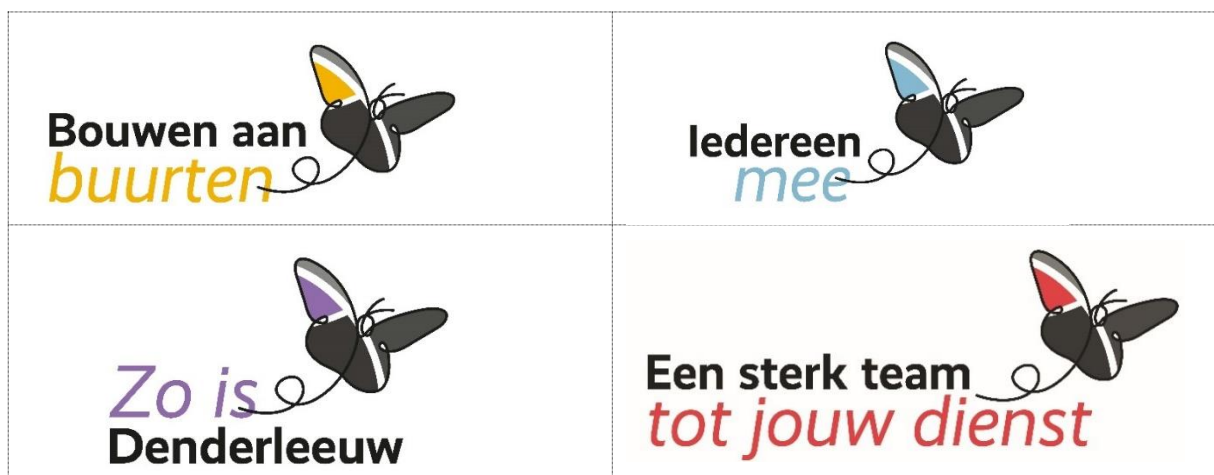 Bouwen aan
buurten
Iedereen
mee
Zo is
Denderleeuw
Een sterk team
tot jouw dienst